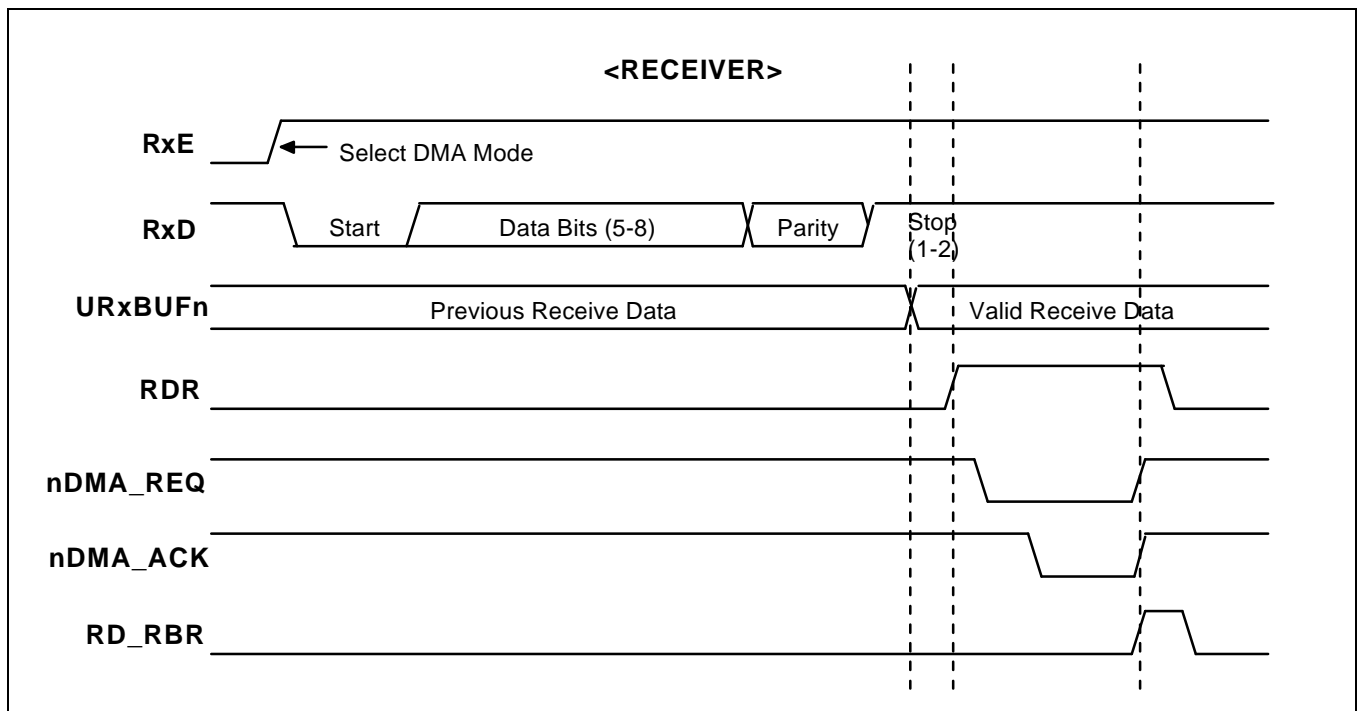 <RECEIVER>
RxE
Select DMA Mode
RxD
Start
Data Bits (5-8)
Parity
Stop
(1-2)
URxBUFn
Previous Receive Data
Valid Receive Data
RDR
nDMA_REQ
nDMA_ACK
RD_RBR